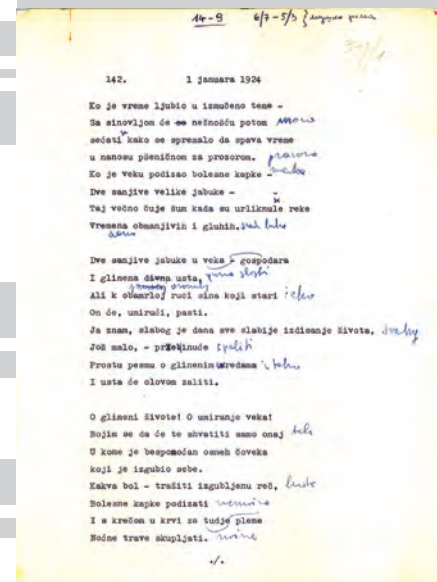 14-9 6/7-5/3
142. 1 januara 1924
Ko je vreme ljubio u izmučeno teme -
Sa sinovljom će nežnošću potom
sećati kako se spremalo da spava vreme
u nanosu pšeničnom za prozorom.
Ko je veku podizao bolesne kapke -
Dve sanjive velike jabuke -
Taj večno čuje šum kada su urliknule reke
Vremena obmanjivih i gluhih.
Dve sanjive jabuke u veka - gospodara
I glinena divna usta,
Ali k obamrloj ruci sina koji stari
On će, umirući, pasti.
Ja znam, slabog je dana sve slabije izdisanje života,
Još malo, - prekinuće
Prostu pesmu o glinenim uvredama
I usta će olovom zaliti.
O glineni živote! O umiranje veka!
Bojim se da će te shvatiti samo onaj
U kome je bespomoćan osmeh čoveka
koji je izgubio sebe.
Kakva bol - tražiti izgubljenu reč,
Bolesne kapke podizati
I s krečom u krvi za tudje pleme
Noćne trave skupljati.
./.